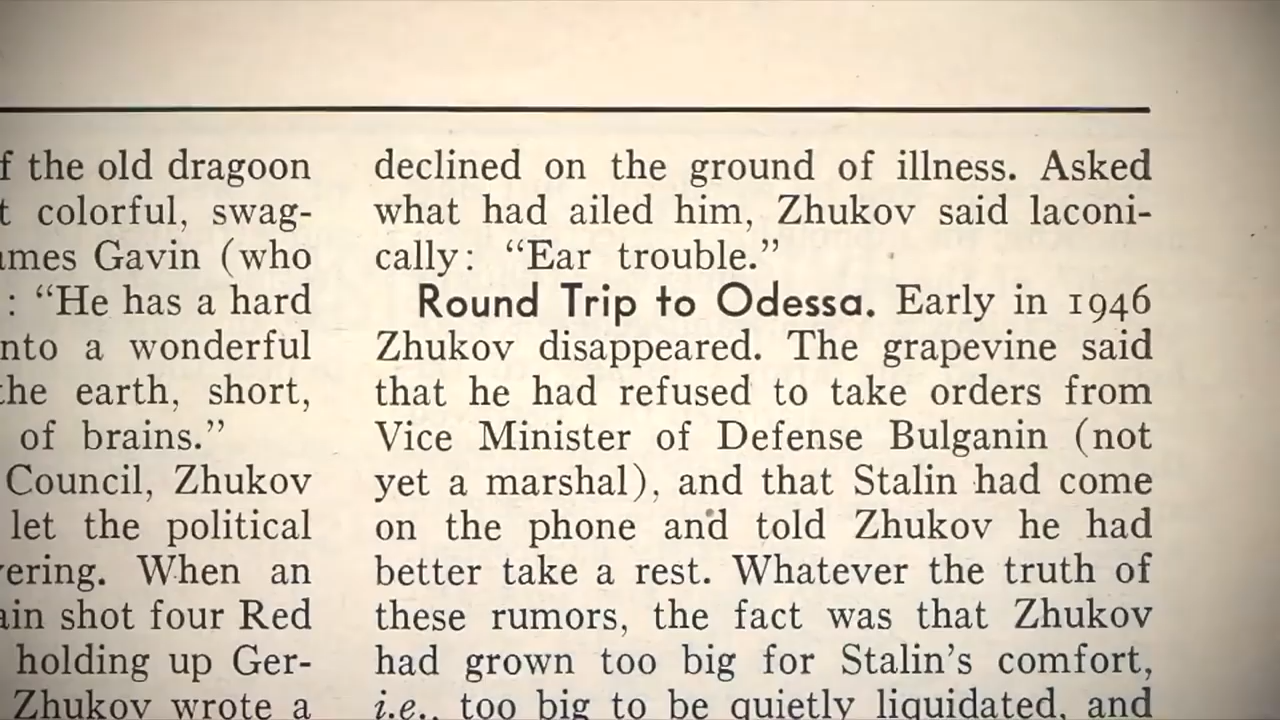 f the old dragoon
t colorful, swag-
ames Gavin (who
: “He has a hard
nto a wonderful
the earth, short,
of brains.”
Council, Zhukov
let the political
ering. When an
ain shot four Red
holding up Ger-
Zhukov wrote a
declined on the ground of illness. Asked
what had ailed him, Zhukov said laconi-
cally: “Ear trouble.”
Round Trip to Odessa. Early in 1946
Zhukov disappeared. The grapevine said
that he had refused to take orders from
Vice Minister of Defense Bulganin (not
yet a marshal), and that Stalin had come
on the phone and told Zhukov he had
better take a rest. Whatever the truth of
these rumors, the fact was that Zhukov
had grown too big for Stalin’s comfort,
i.e., too big to be quietly liquidated, and